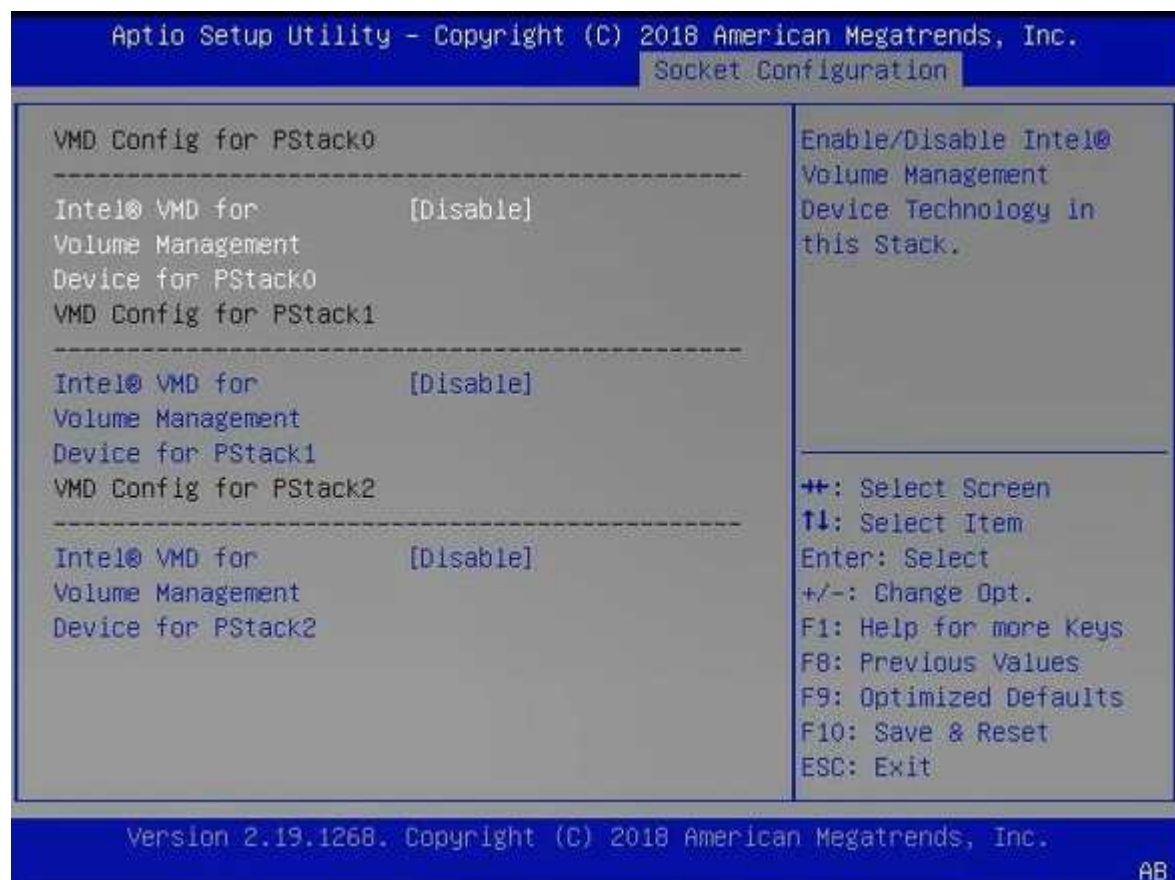 Aptio Setup Utility – Copyright (C) 2018 American Megatrends, Inc.
Socket Configuration
VMD Config for PStack0
------------------------------------------------
Intel® VMD for [Disable]
Volume Management
Device for PStack0
VMD Config for PStack1
------------------------------------------------
Intel® VMD for [Disable]
Volume Management
Device for PStack1
VMD Config for PStack2
------------------------------------------------
Intel® VMD for [Disable]
Volume Management
Device for PStack2
Enable/Disable Intel®
Volume Management
Device Technology in
this Stack.
→←: Select Screen
↑↓: Select Item
Enter: Select
+/-: Change Opt.
F1: Help for more Keys
F8: Previous Values
F9: Optimized Defaults
F10: Save & Reset
ESC: Exit
Version 2.19.1268. Copyright (C) 2018 American Megatrends, Inc.
AB